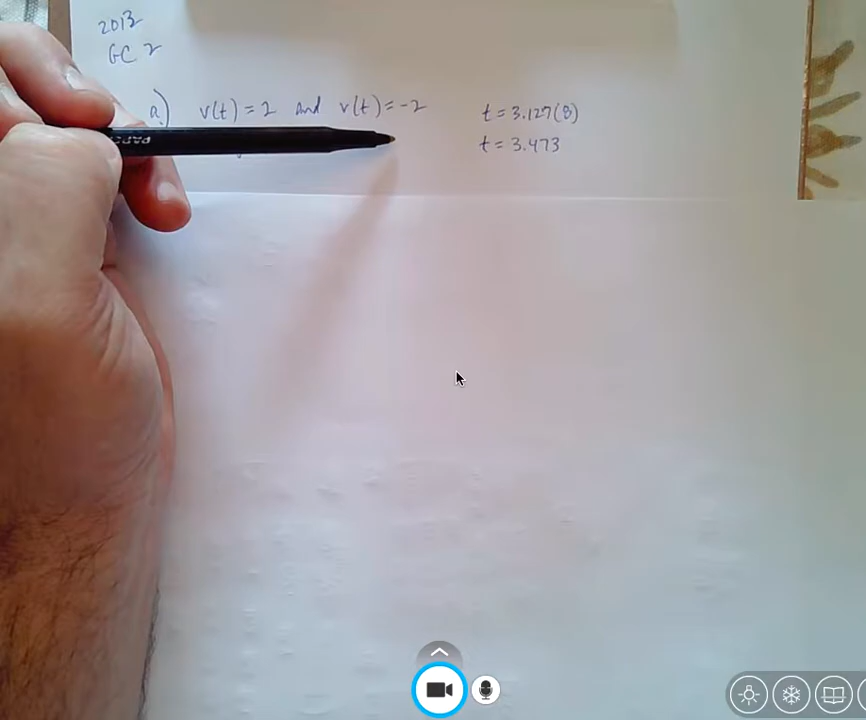 2013
GC 2
a.) v(t) = 2 and v(t) = -2 t = 3.127(8)
t = 3.473